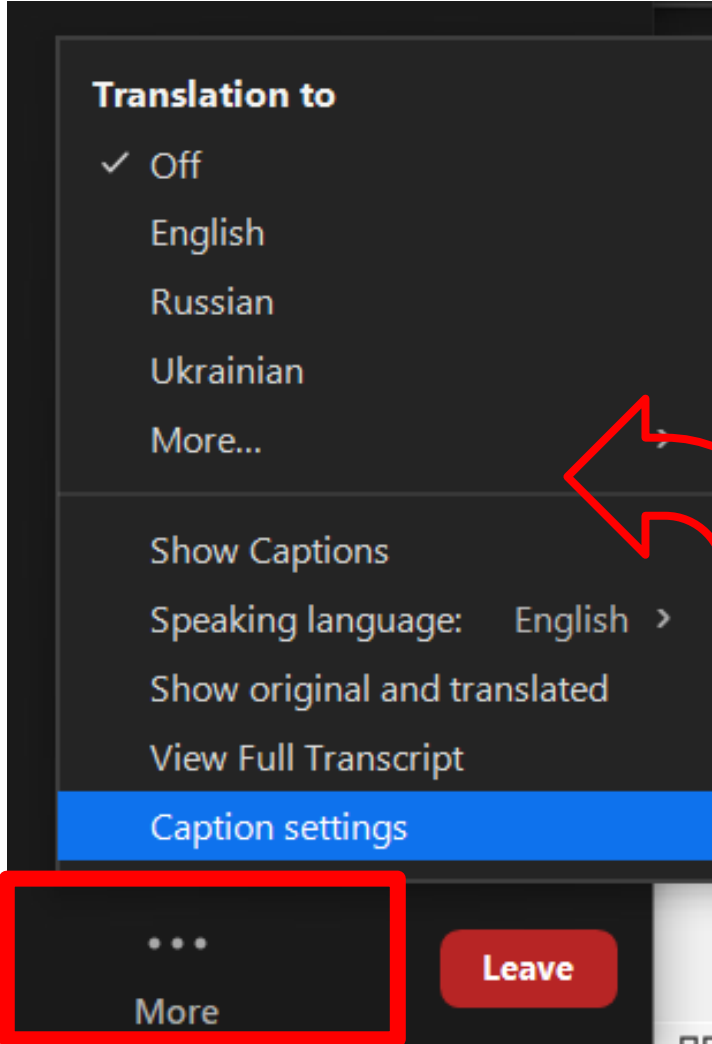 Translation to
Off
English
Russian
Ukrainian
More...
Show Captions
Speaking language: English
Show original and translated
View Full Transcript
Caption settings
More
Leave